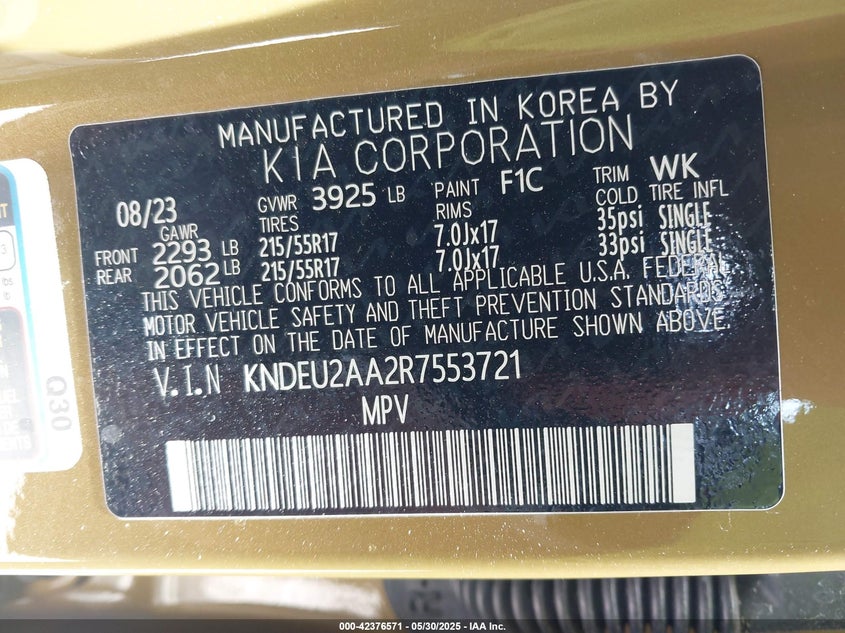 MANUFACTURED IN KOREA BY
KIA CORPORATION
08/23 GVWR 3925 LB PAINT F1C TRIM WK
GAWR TIRES RIMS COLD TIRE INFL
FRONT 2293 LB 215/55R17 7.0Jx17 35psi SINGLE
REAR 2062 LB 215/55R17 7.0Jx17 33psi SINGLE
THIS VEHICLE CONFORMS TO ALL APPLICABLE U.S.A. FEDERAL
MOTOR VEHICLE SAFETY AND THEFT PREVENTION STANDARDS
IN EFFECT ON THE DATE OF MANUFACTURE SHOWN ABOVE.
V.I.N KNDEU2AA2R7553721
MPV
Q30
000-42376571 - 05/30/2025 - IAA Inc.